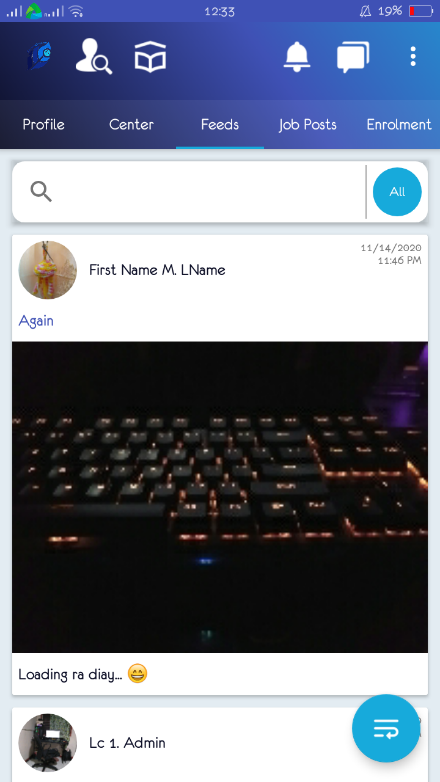 12:33
19%
Profile
Center
Feeds
Job Posts
Enrolment
All
First Name M. LName
11/14/2020
11:46 PM
Again
Loading ra diay... 😄
Lc 1. Admin